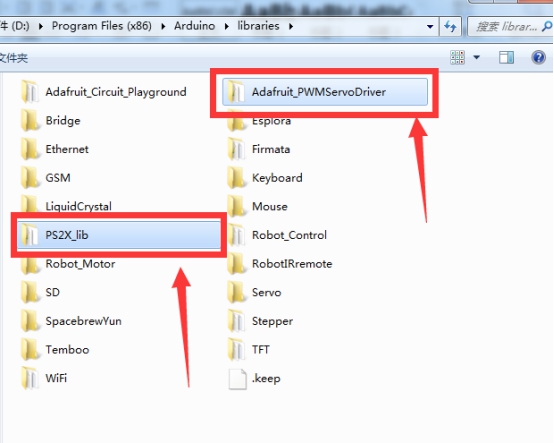 件 (D:) ▸ Program Files (x86) ▸ Arduino ▸ libraries ▸
搜索 librar...
文件夹
Adafruit_Circuit_Playground
Bridge
Ethernet
GSM
LiquidCrystal
PS2X_lib
Robot_Motor
SD
SpacebrewYun
Temboo
WiFi
Adafruit_PWMServoDriver
Esplora
Firmata
Keyboard
Mouse
Robot_Control
RobotIRremote
Servo
Stepper
TFT
.keep